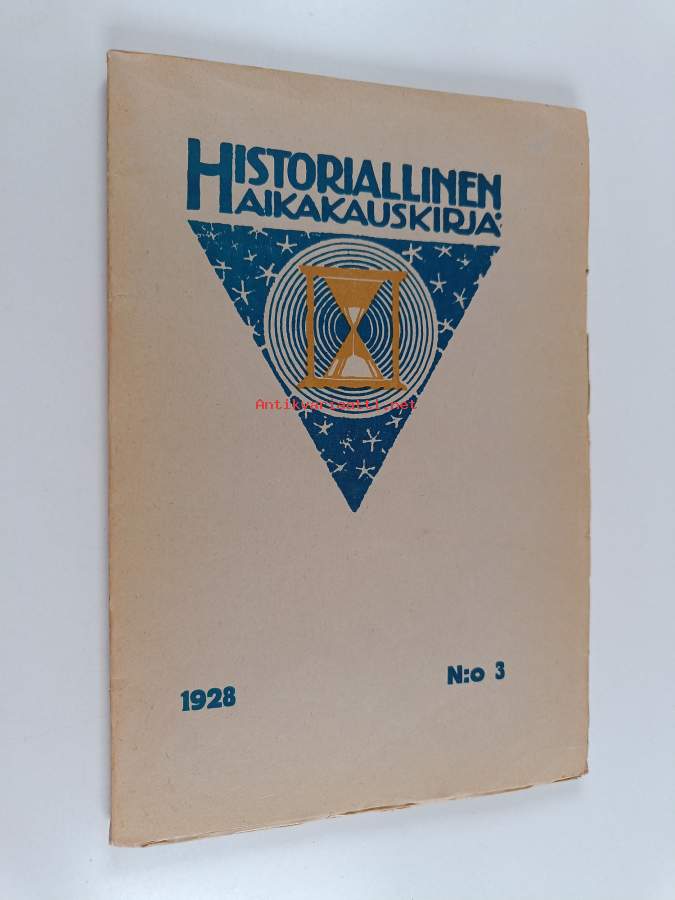 HISTORIALLINEN
AIKAKAUSKIRJA
Antikvariaatti.net
1928
N:o 3